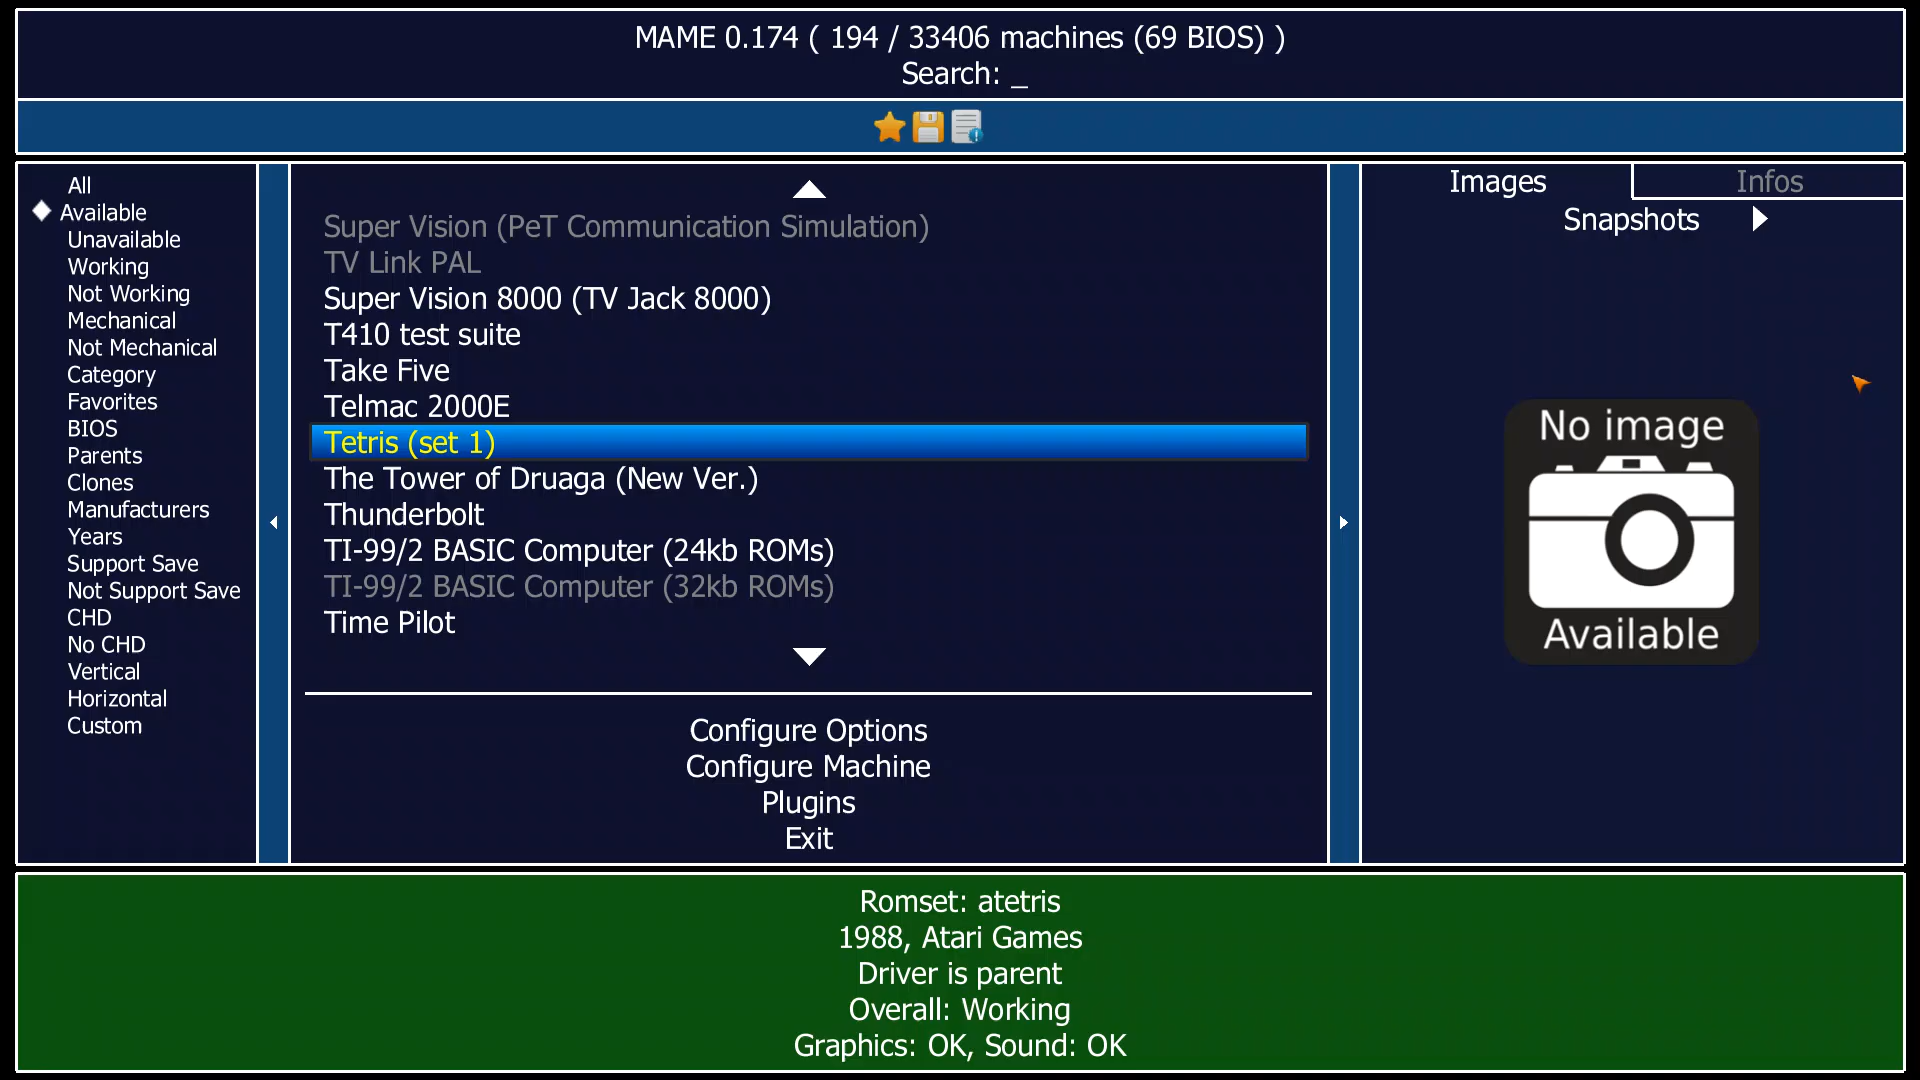 MAME 0.174 ( 194 / 33406 machines (69 BIOS) )
Search: _
All
Available
Unavailable
Working
Not Working
Mechanical
Not Mechanical
Category
Favorites
BIOS
Parents
Clones
Manufacturers
Years
Support Save
Not Support Save
CHD
No CHD
Vertical
Horizontal
Custom
Super Vision (PeT Communication Simulation)
TV Link PAL
Super Vision 8000 (TV Jack 8000)
T410 test suite
Take Five
Telmac 2000E
Tetris (set 1)
The Tower of Druaga (New Ver.)
Thunderbolt
TI-99/2 BASIC Computer (24kb ROMs)
TI-99/2 BASIC Computer (32kb ROMs)
Time Pilot
Configure Options
Configure Machine
Plugins
Exit
Images
Infos
Snapshots
No image
Available
Romset: atetris
1988, Atari Games
Driver is parent
Overall: Working
Graphics: OK, Sound: OK